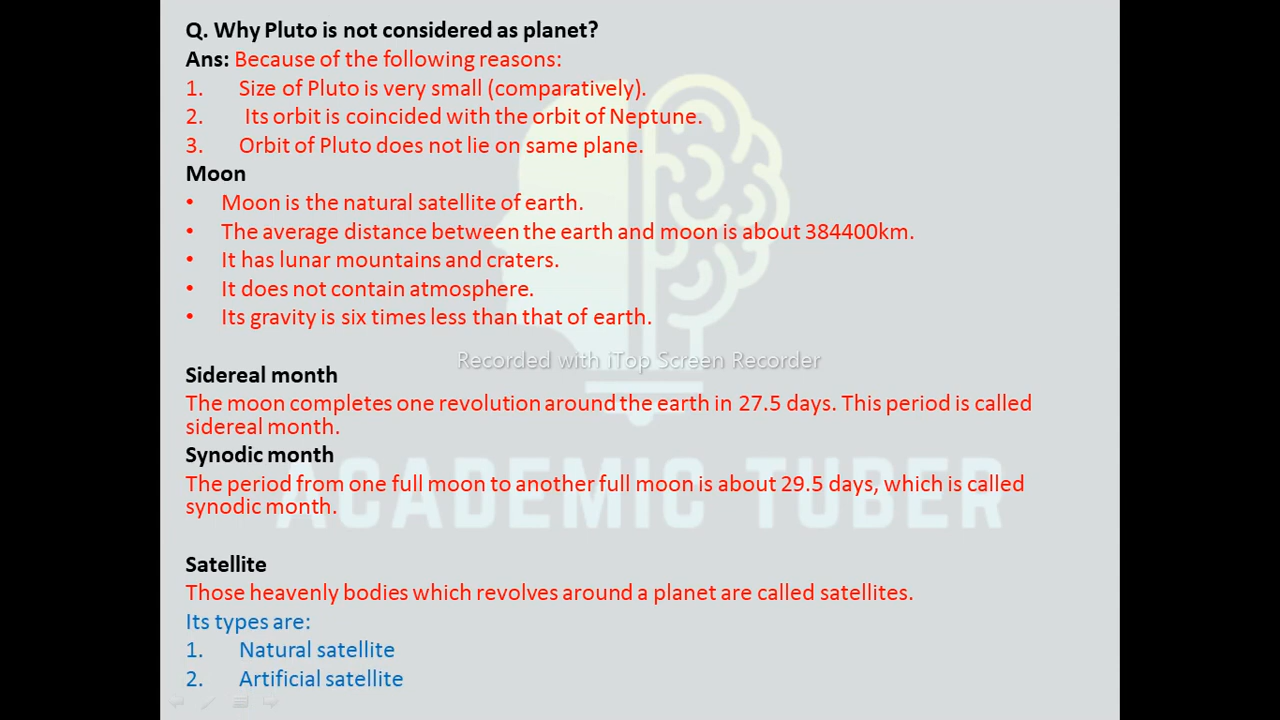 Q. Why Pluto is not considered as planet?
Ans: Because of the following reasons:
1. Size of Pluto is very small (comparatively).
2. Its orbit is coincided with the orbit of Neptune.
3. Orbit of Pluto does not lie on same plane.
Moon
• Moon is the natural satellite of earth.
• The average distance between the earth and moon is about 384400km.
• It has lunar mountains and craters.
• It does not contain atmosphere.
• Its gravity is six times less than that of earth.
Recorded with iTop Screen Recorder
Sidereal month
The moon completes one revolution around the earth in 27.5 days. This period is called
sidereal month.
Synodic month
The period from one full moon to another full moon is about 29.5 days, which is called
synodic month.
ACADEMIC TUBER
Satellite
Those heavenly bodies which revolves around a planet are called satellites.
Its types are:
1. Natural satellite
2. Artificial satellite